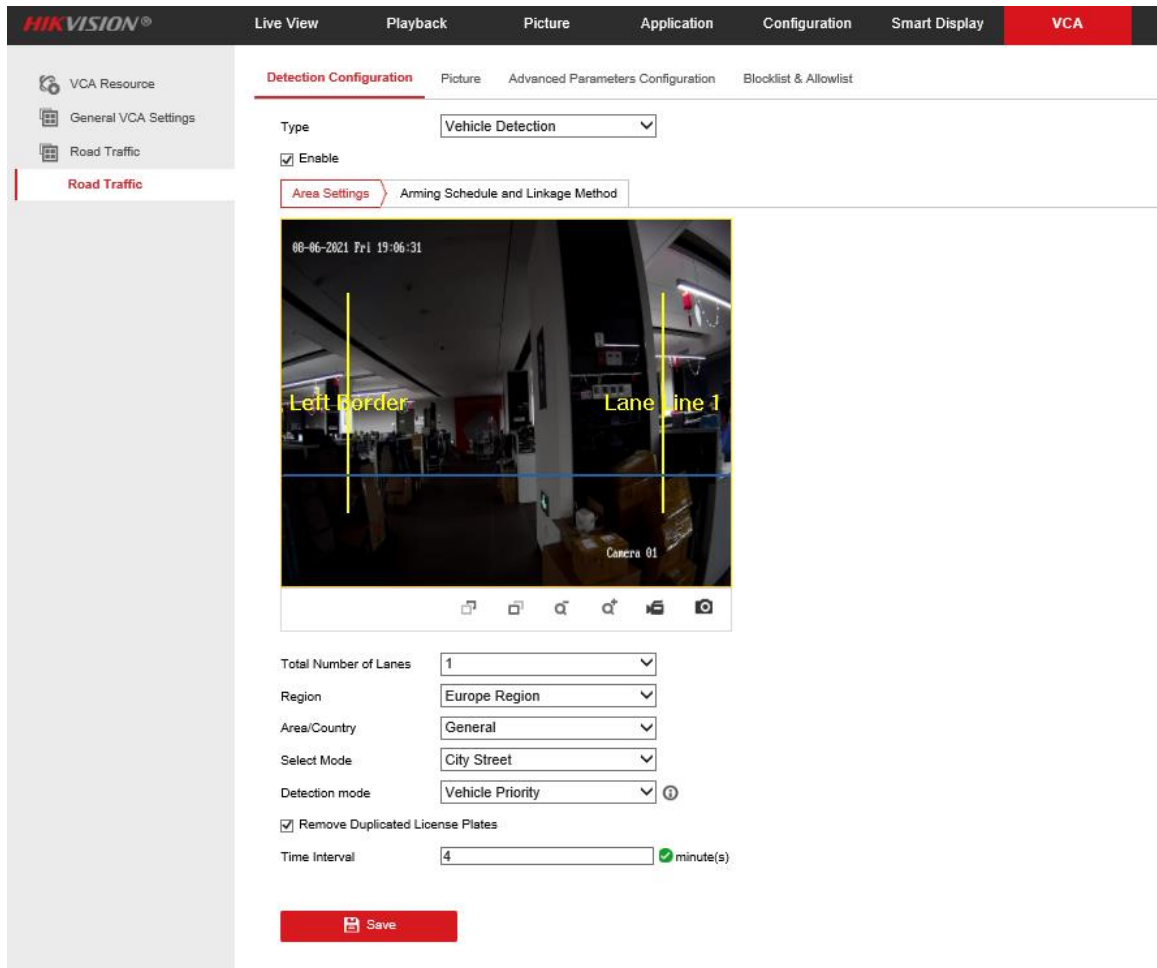 HIKVISION®
Live View Playback Picture Application Configuration Smart Display VCA
VCA Resource
General VCA Settings
Road Traffic
Road Traffic
Detection Configuration Picture Advanced Parameters Configuration Blocklist & Allowlist
Type Vehicle Detection
Enable
Area Settings Arming Schedule and Linkage Method
08-06-2021 Fri 19:06:31
Left Border Lane Line 1
Camera 01
Total Number of Lanes 1
Region Europe Region
Area/Country General
Select Mode City Street
Detection mode Vehicle Priority
Remove Duplicated License Plates
Time Interval 4 minute(s)
Save